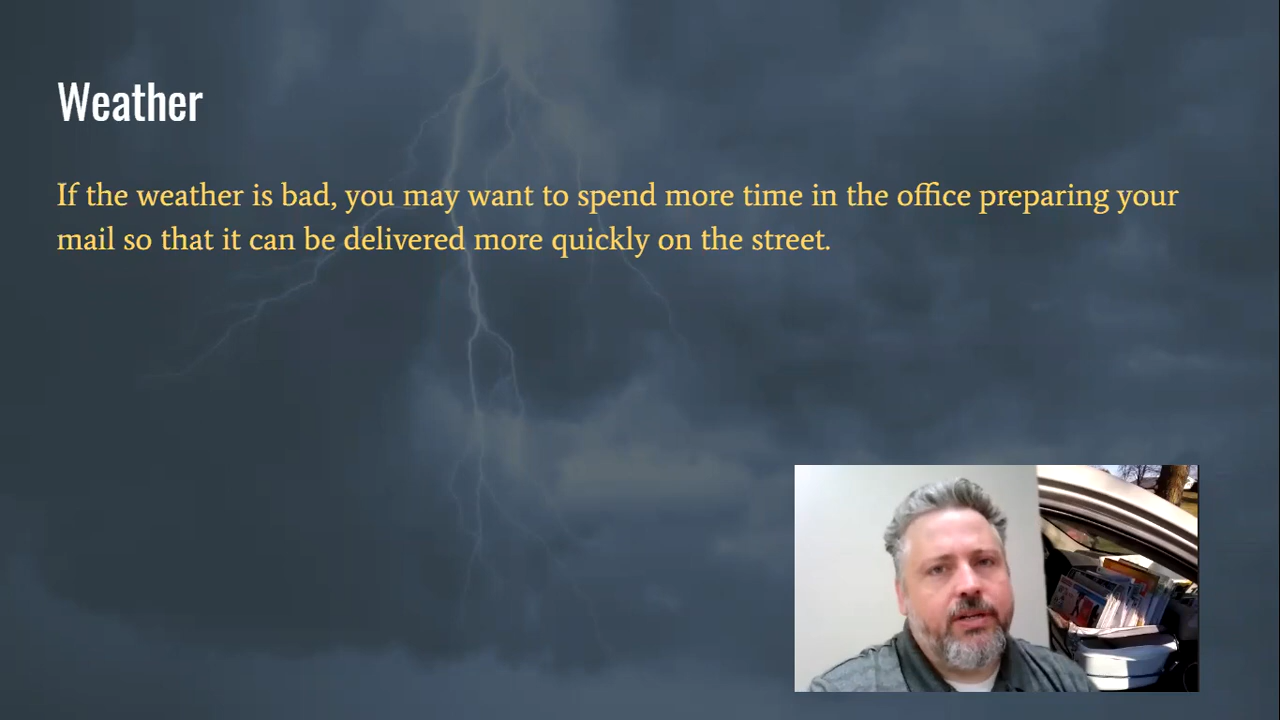 Weather
If the weather is bad, you may want to spend more time in the office preparing your
mail so that it can be delivered more quickly on the street.